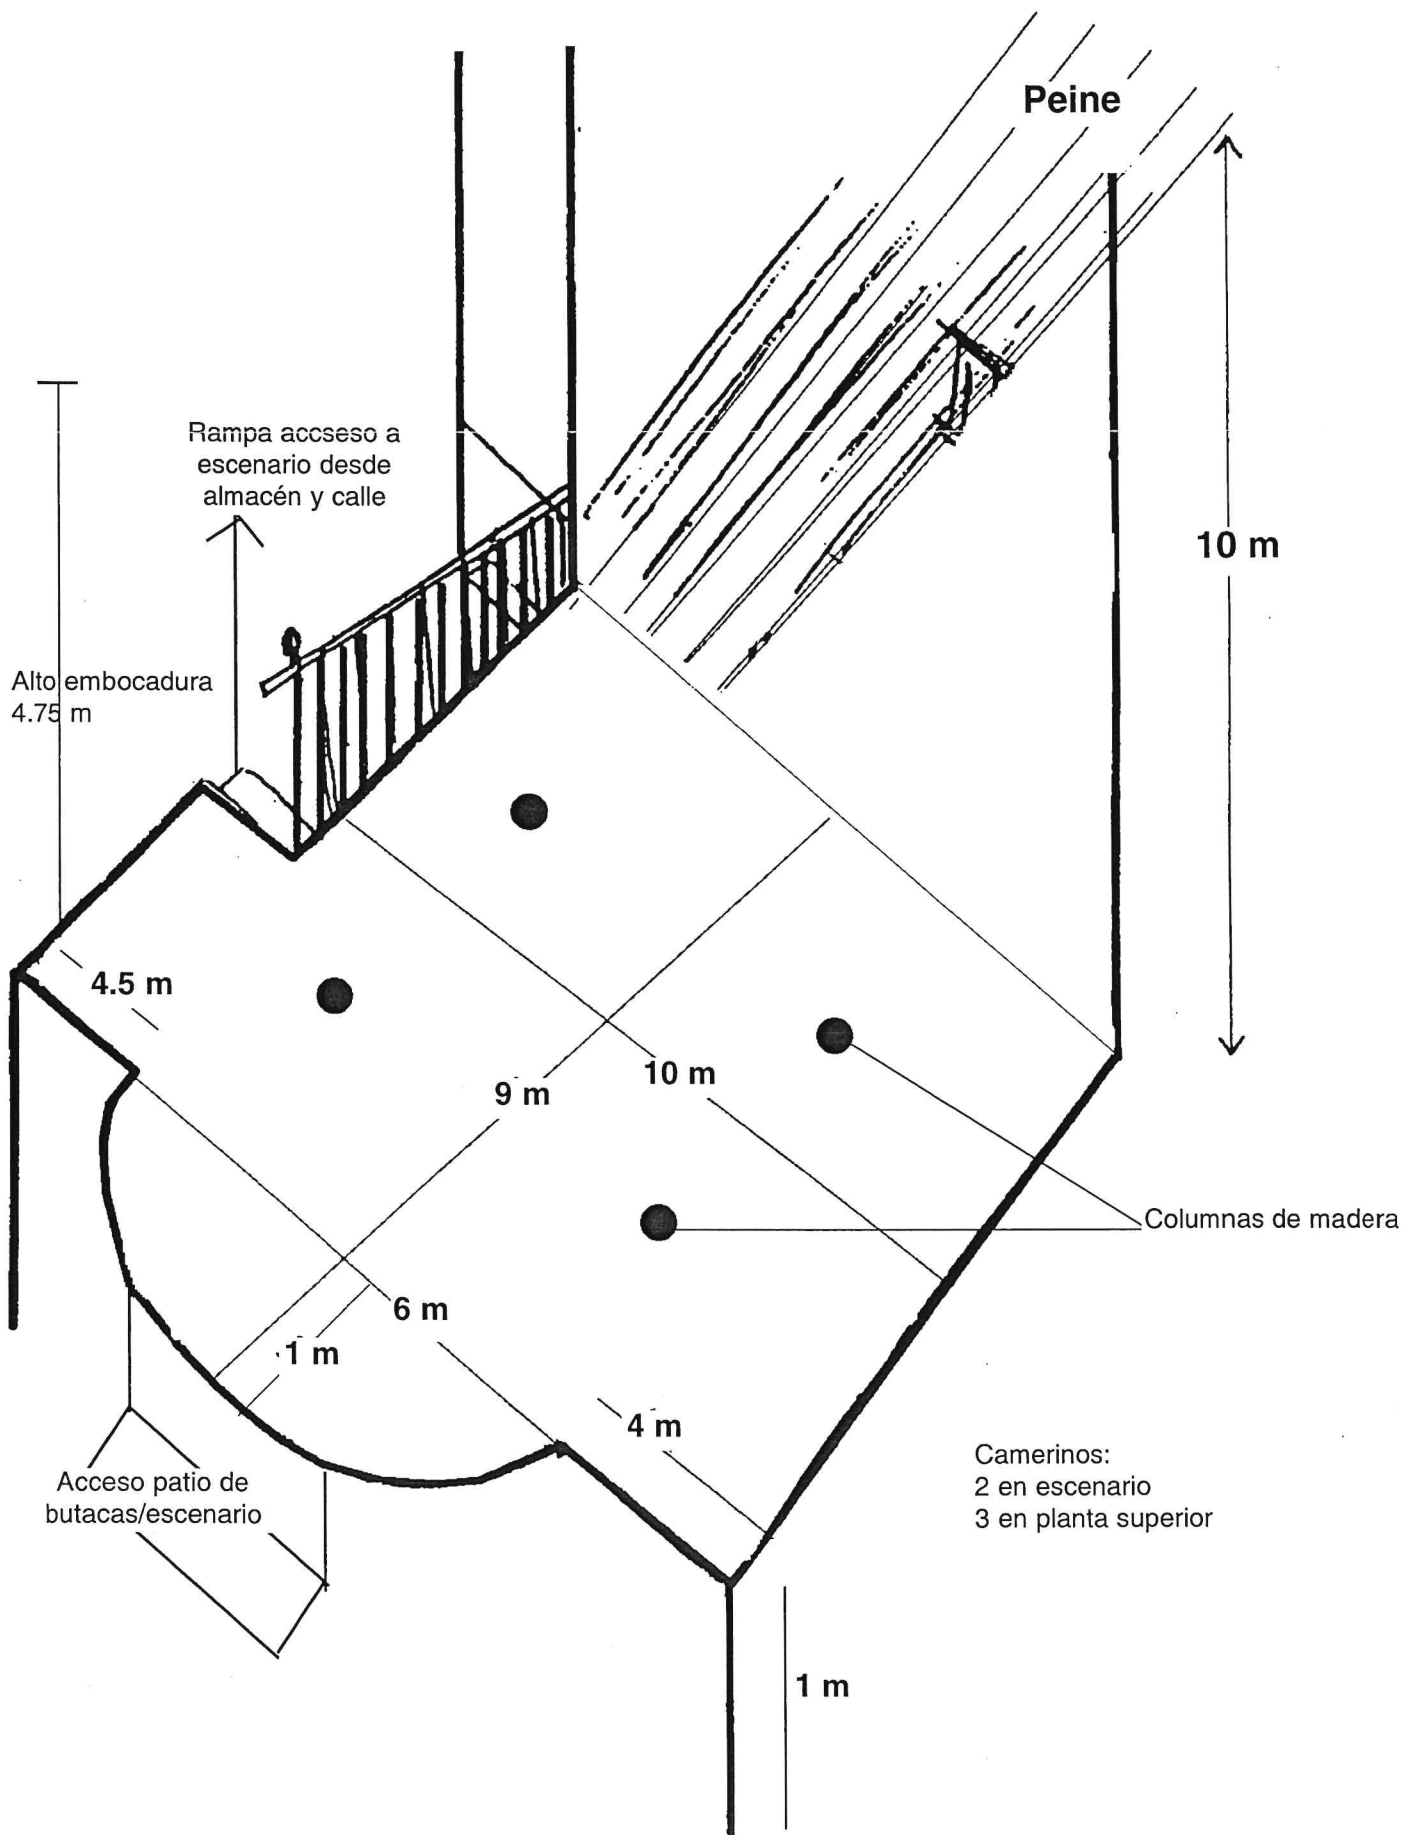 Peine
Rampa accseso a
escenario desde
almacén y calle
10 m
Alto embocadura
4.75 m
4.5 m
10 m
9 m
Columnas de madera
6 m
1 m
4 m
Camerinos:
2 en escenario
3 en planta superior
Acceso patio de
butacas/escenario
1 m